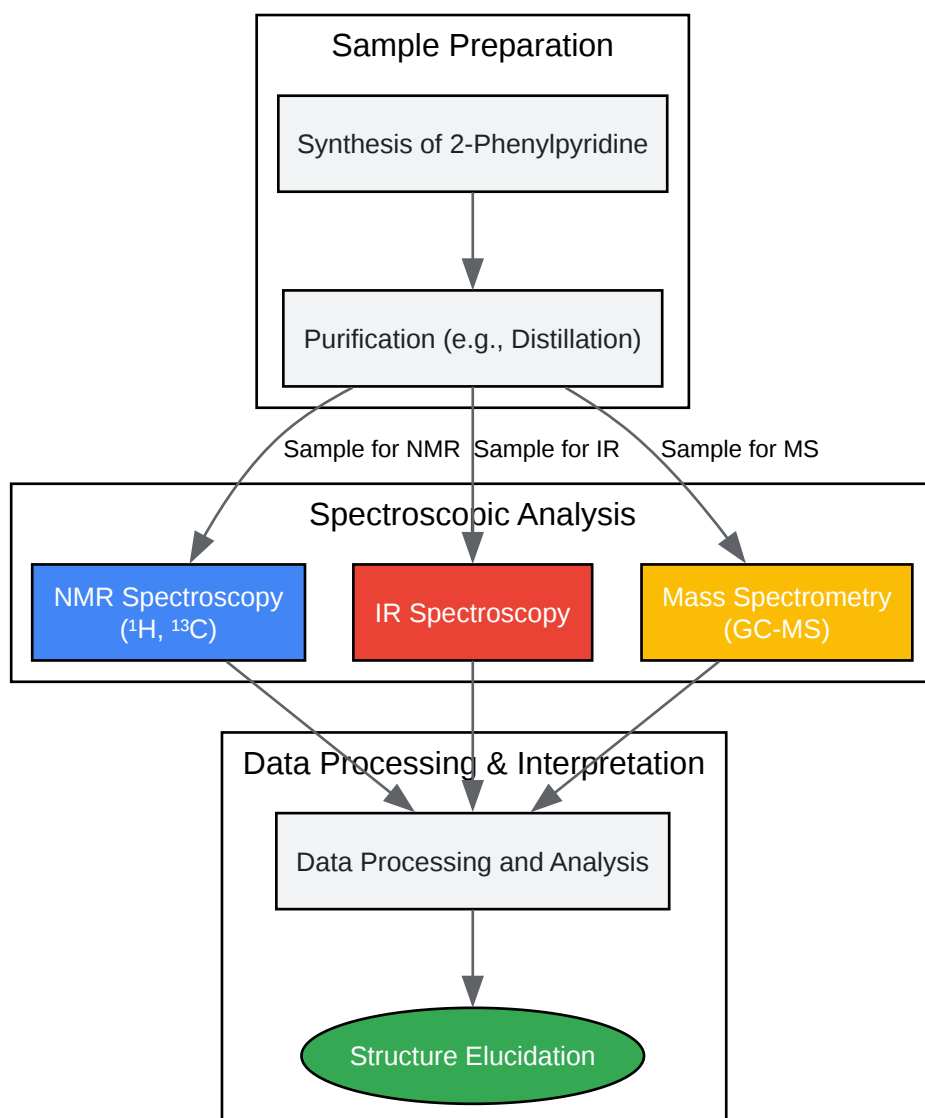 Sample Preparation
Synthesis of 2-Phenylpyridine
Purification (e.g., Distillation)
Sample for NMR
Sample for IR
Sample for MS
Spectroscopic Analysis
NMR Spectroscopy
(¹H, ¹³C)
IR Spectroscopy
Mass Spectrometry
(GC-MS)
Data Processing & Interpretation
Data Processing and Analysis
Structure Elucidation